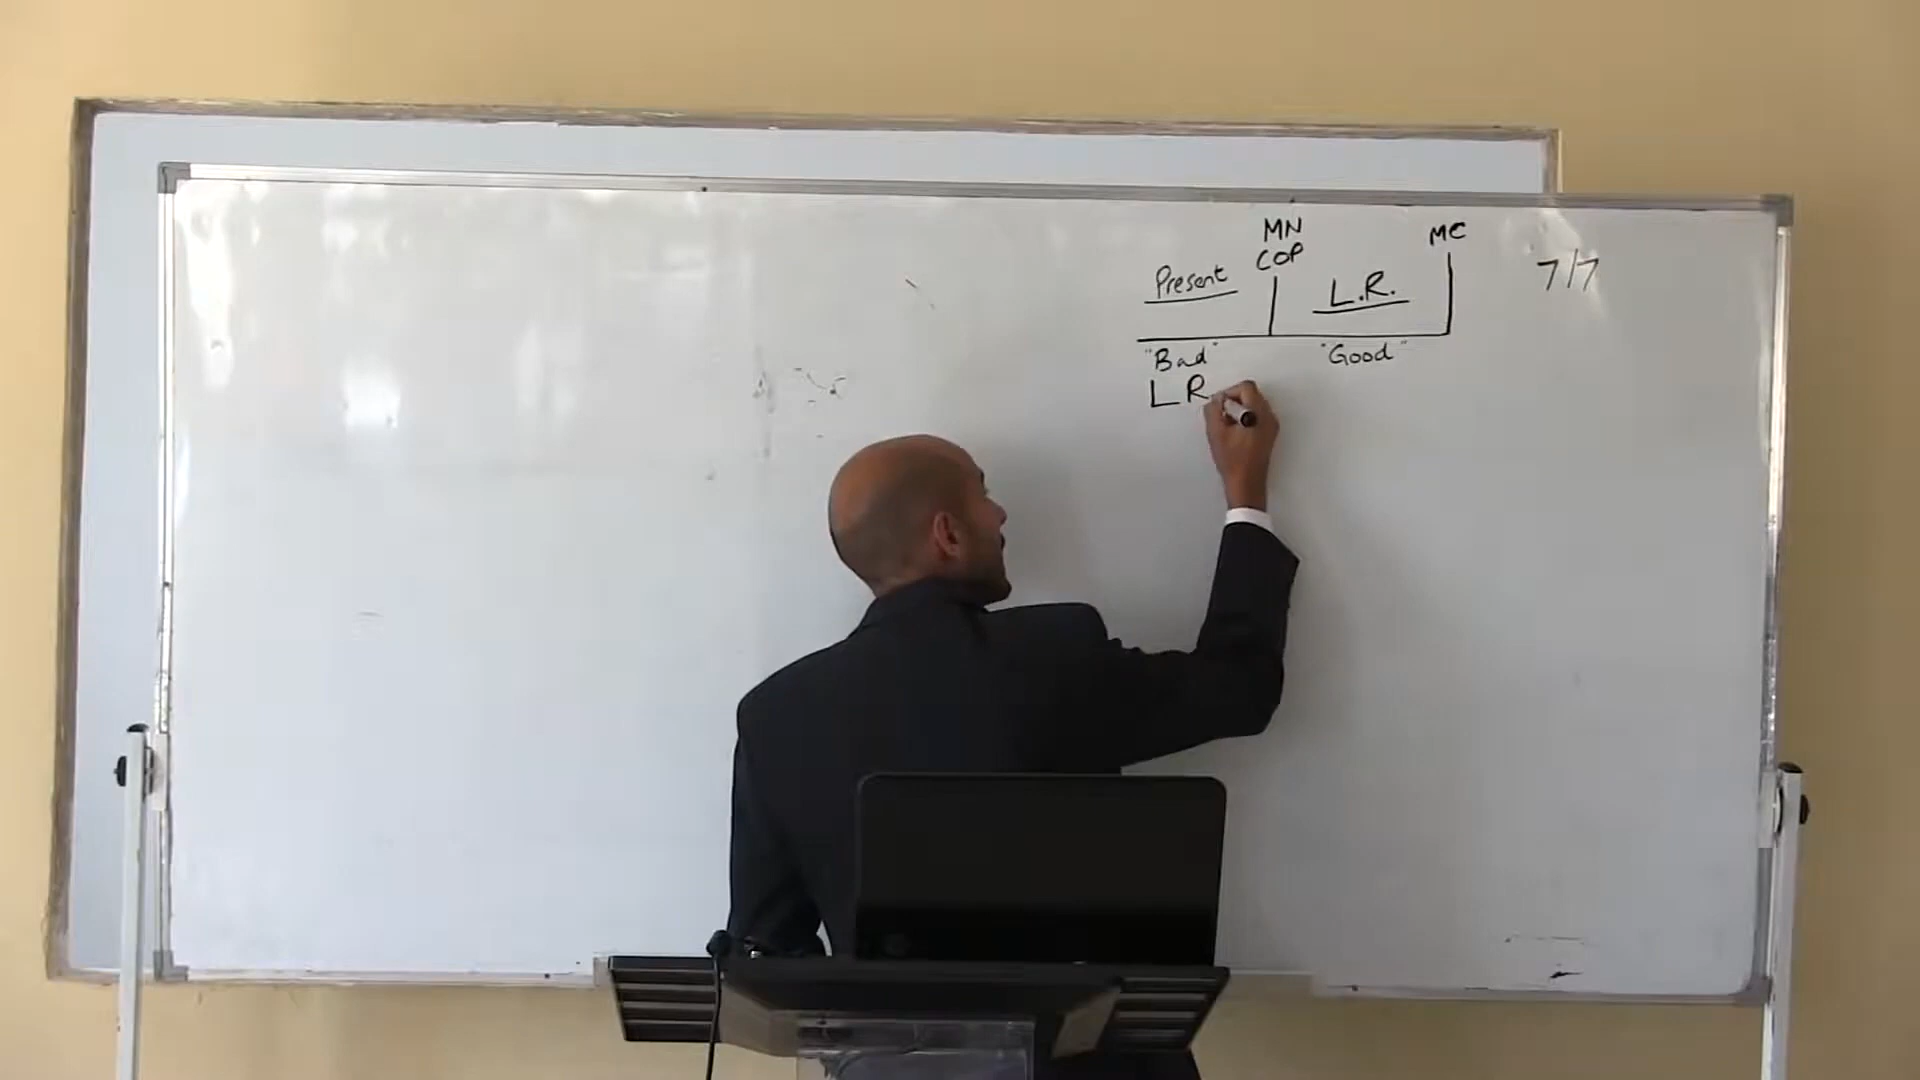 MN
COP
MC
Present
L.R.
7/7
"Bad"
"Good"
LR